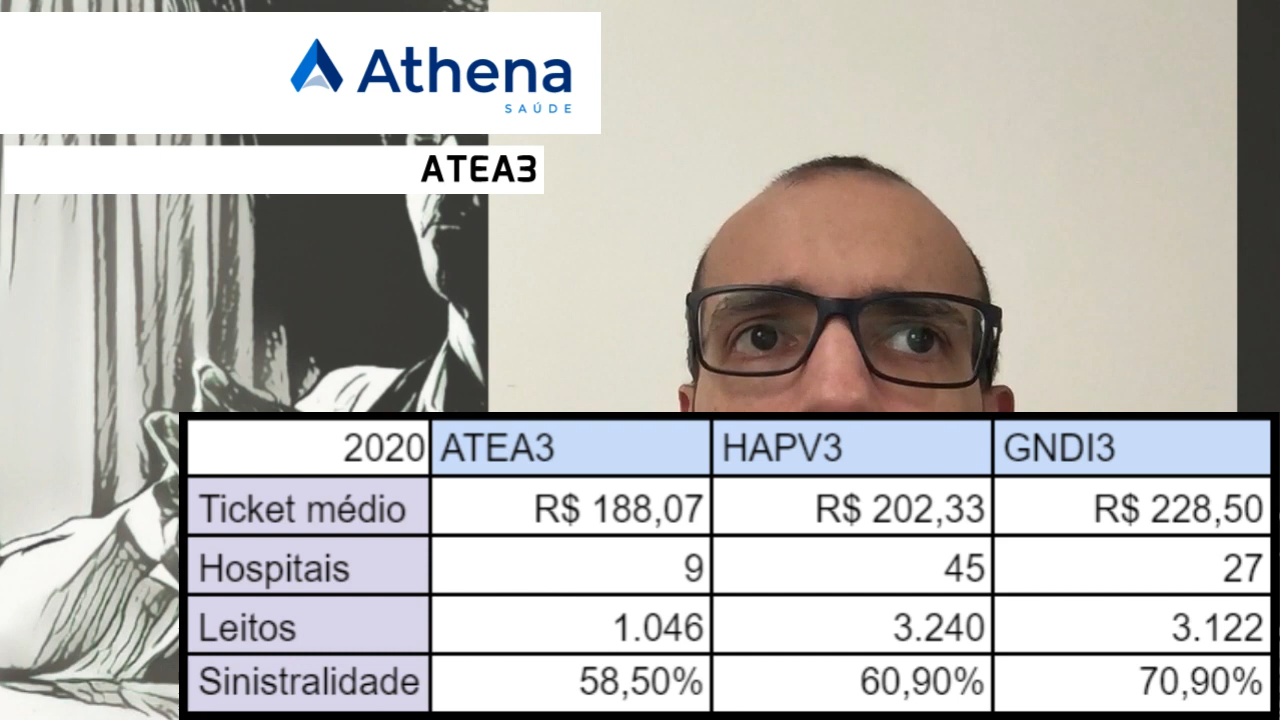 Athena
SAÚDE
ATEA3
2020 ATEA3 HAPV3 GNDI3
Ticket médio R$ 188,07 R$ 202,33 R$ 228,50
Hospitais 9 45 27
Leitos 1.046 3.240 3.122
Sinistralidade 58,50% 60,90% 70,90%